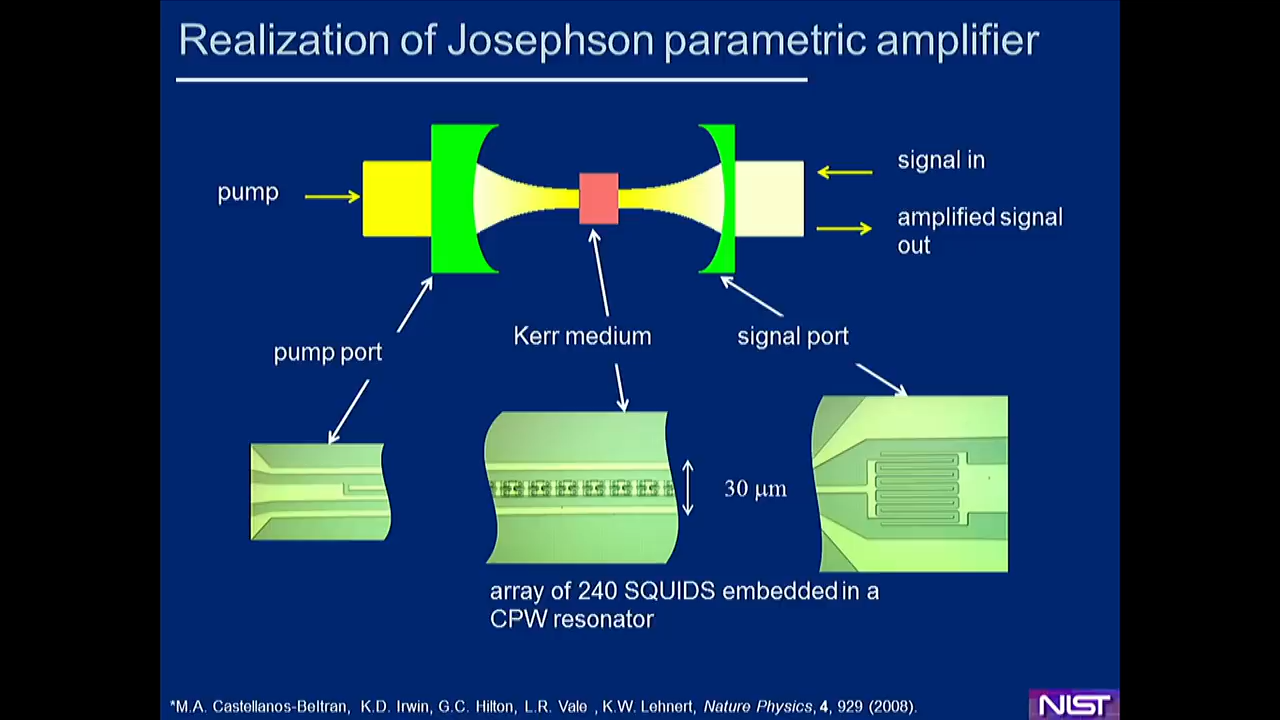 Realization of Josephson parametric amplifier
pump
signal in
amplified signal
out
Kerr medium
signal port
pump port
30 μm
array of 240 SQUIDS embedded in a
CPW resonator
*M.A. Castellanos-Beltran, K.D. Irwin, G.C. Hilton, L.R. Vale , K.W. Lehnert, Nature Physics, 4, 929 (2008).
NIST